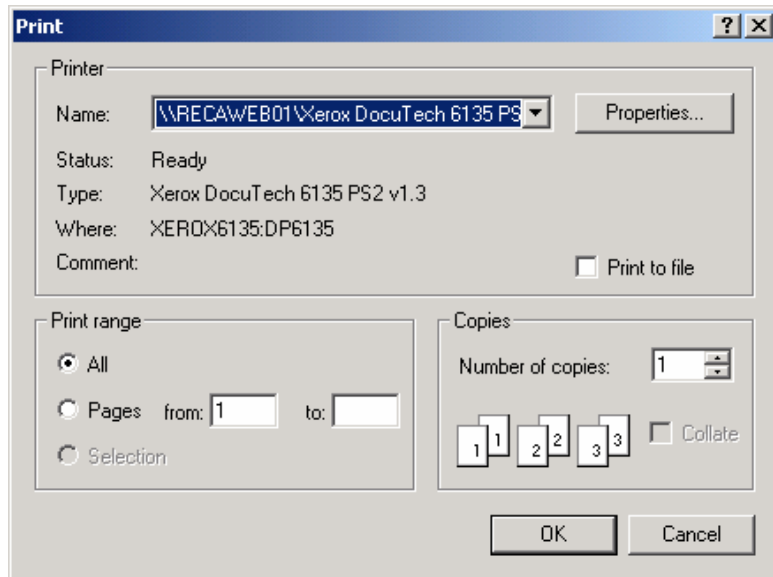 Print
Printer
Name: \\RECAWEB01\Xerox DocuTech 6135 PS Properties...
Status: Ready
Type: Xerox DocuTech 6135 PS2 v1.3
Where: XEROX6135:DP6135
Comment: Print to file
Print range
All
Pages from: 1 to:
Selection
Copies
Number of copies: 1
1 1 2 2 3 3 Collate
OK Cancel